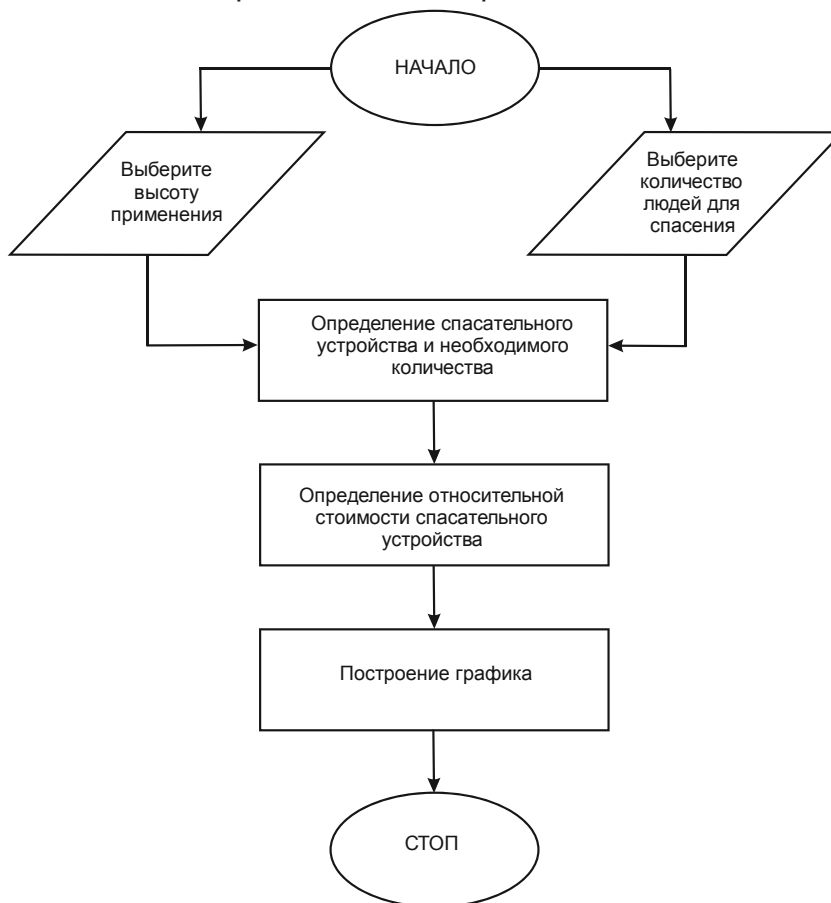 НАЧАЛО
Выберите
высоту
применения
Выберите
количество
людей для
спасения
Определение спасательного
устройства и необходимого
количества
Определение относительной
стоимости спасательного
устройства
Построение графика
СТОП